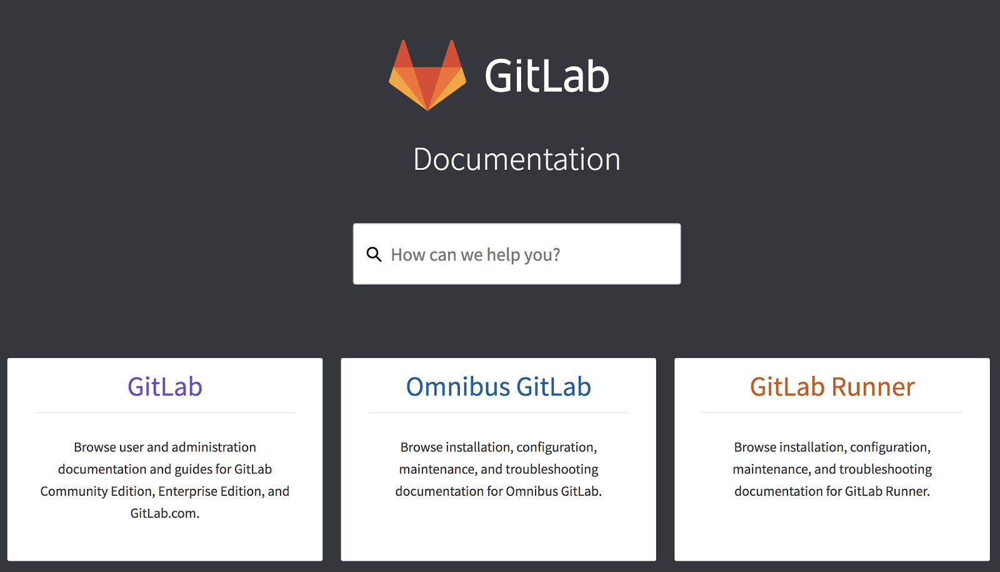 GitLab
Documentation
How can we help you?
GitLab
Browse user and administration
documentation and guides for GitLab
Community Edition, Enterprise Edition, and
GitLab.com.
Omnibus GitLab
Browse installation, configuration,
maintenance, and troubleshooting
documentation for Omnibus GitLab.
GitLab Runner
Browse installation, configuration,
maintenance, and troubleshooting
documentation for GitLab Runner.